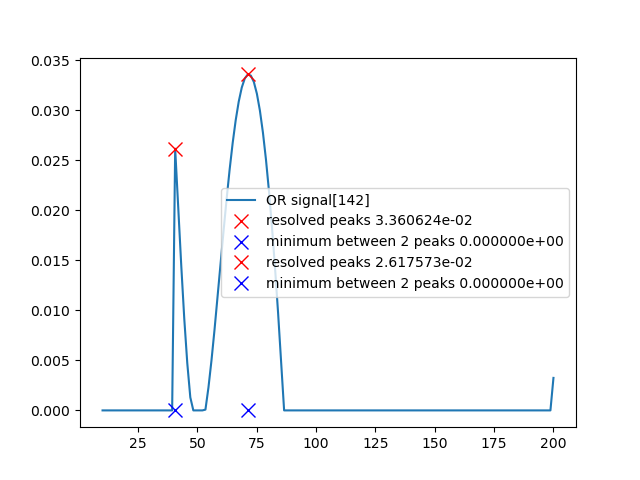 0.035
0.030
0.025
0.020
0.015
0.010
0.005
0.000
OR signal[142]
resolved peaks 3.360624e-02
minimum between 2 peaks 0.000000e+00
resolved peaks 2.617573e-02
minimum between 2 peaks 0.000000e+00
25 50 75 100 125 150 175 200